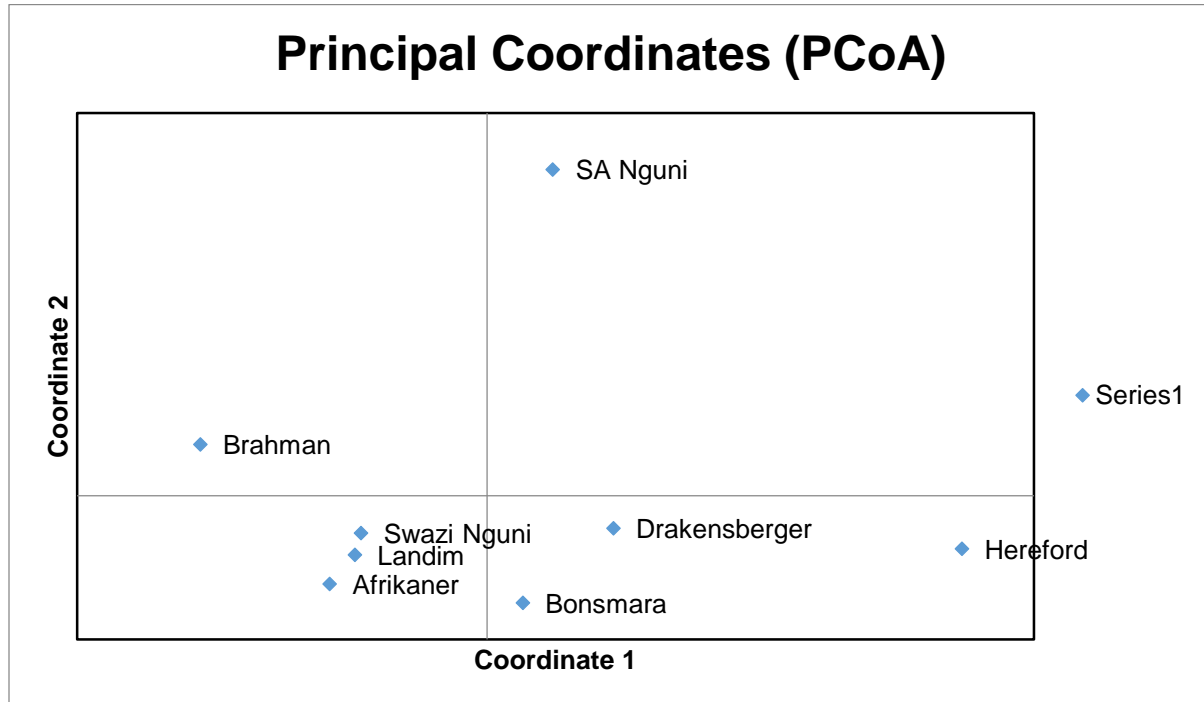 Principal Coordinates (PCoA)
SA Nguni
Coordinate 2
Series1
Brahman
Swazi Nguni
Drakensberger
Landim
Hereford
Afrikaner
Bonsmara
Coordinate 1